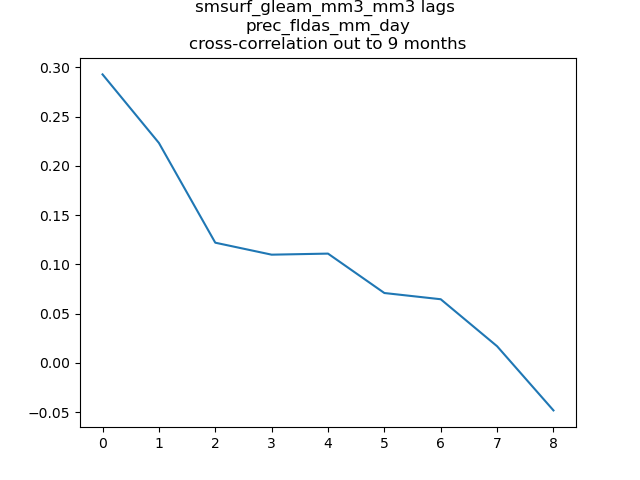 smsurf_gleam_mm3_mm3 lags
prec_fldas_mm_day
cross-correlation out to 9 months
0.30
0.25
0.20
0.15
0.10
0.05
0.00
−0.05
0 1 2 3 4 5 6 7 8